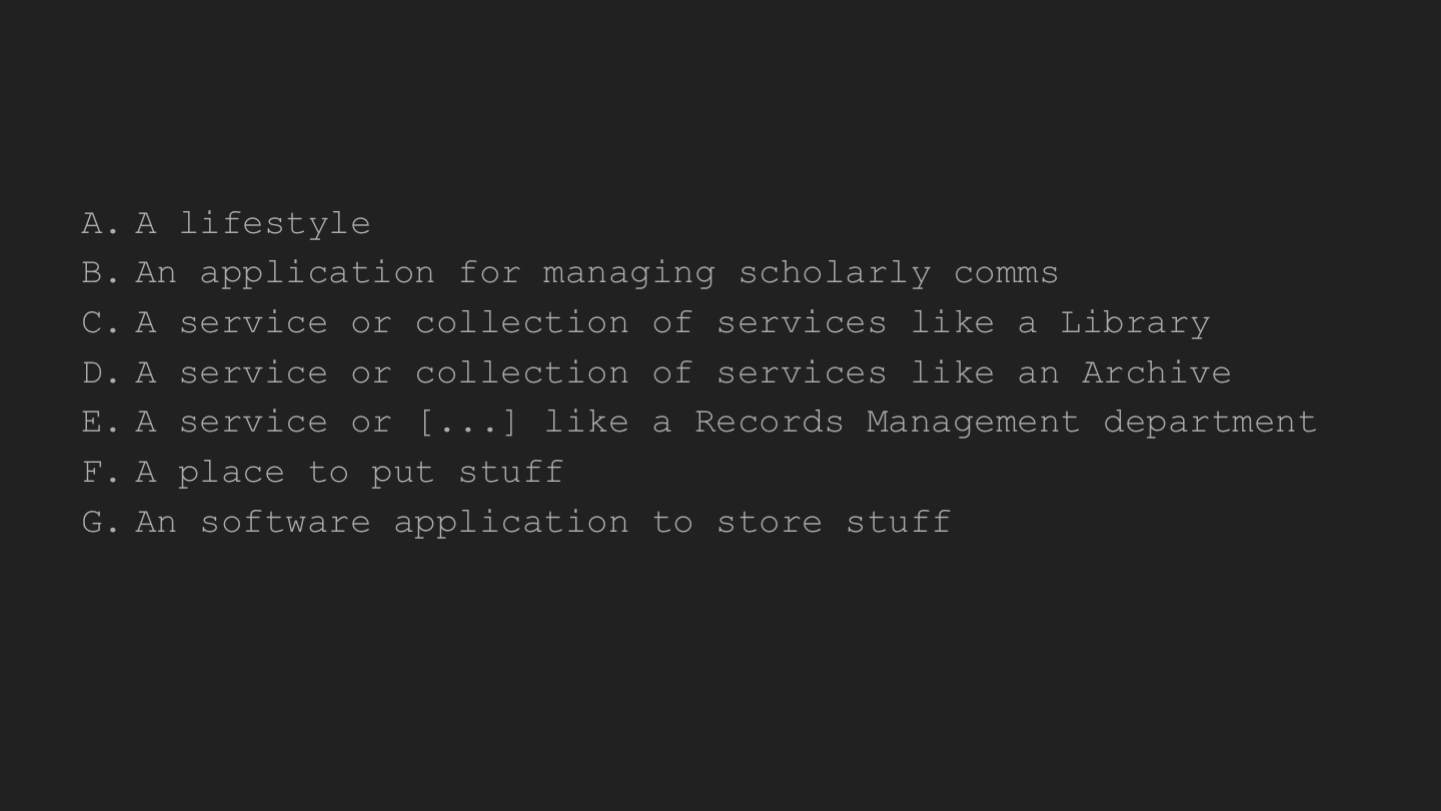 A. A lifestyle
B. An application for managing scholarly comms
C. A service or collection of services like a Library
D. A service or collection of services like an Archive
E. A service or [...] like a Records Management department
F. A place to put stuff
G. An software application to store stuff